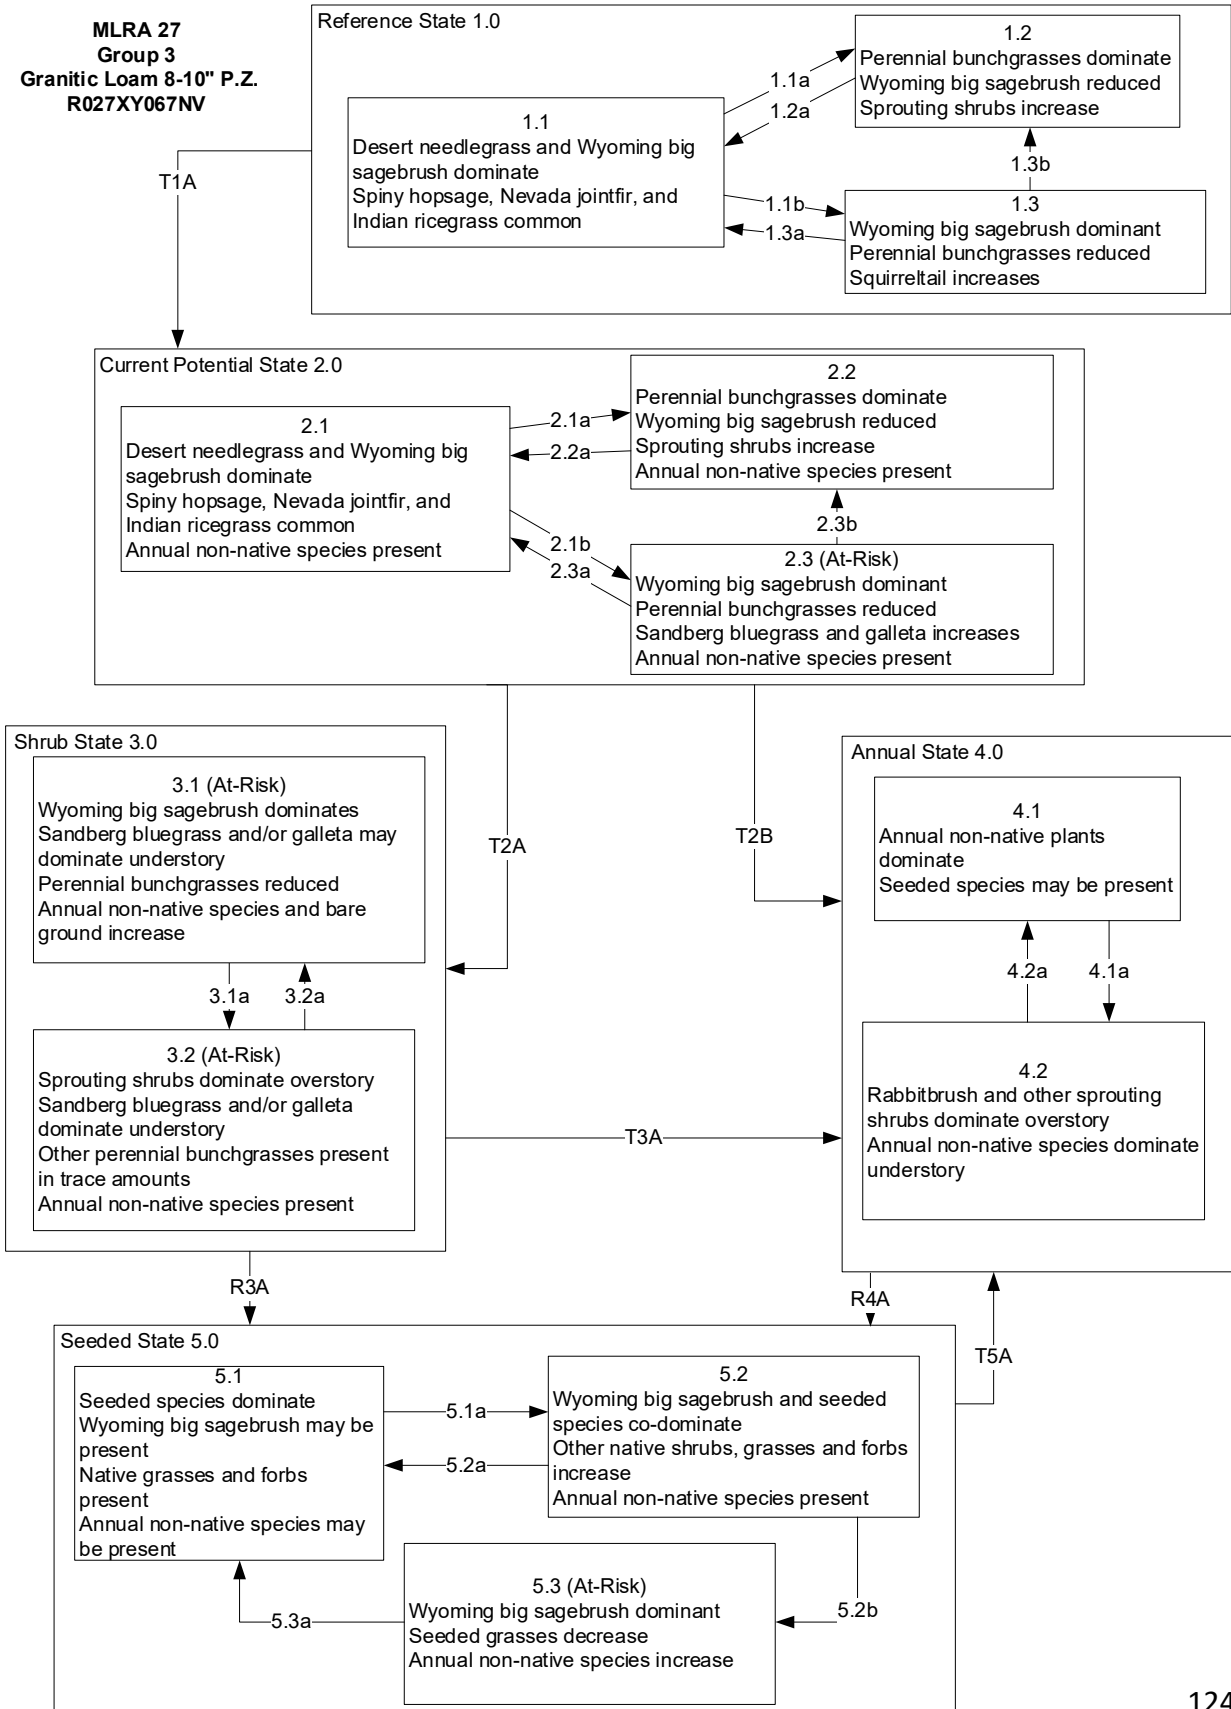 MLRA 27
Group 3
Granitic Loam 8-10" P.Z.
R027XY067NV
Reference State 1.0
1.1
Desert needlegrass and Wyoming big
sagebrush dominate
Spiny hopsage, Nevada jointfir, and
Indian ricegrass common
1.1a
1.2a
1.2
Perennial bunchgrasses dominate
Wyoming big sagebrush reduced
Sprouting shrubs increase
1.3b
1.1b
1.3a
1.3
Wyoming big sagebrush dominant
Perennial bunchgrasses reduced
Squirreltail increases
T1A
Current Potential State 2.0
2.1
Desert needlegrass and Wyoming big
sagebrush dominate
Spiny hopsage, Nevada jointfir, and
Indian ricegrass common
Annual non-native species present
2.1a
2.2a
2.2
Perennial bunchgrasses dominate
Wyoming big sagebrush reduced
Sprouting shrubs increase
Annual non-native species present
2.3b
2.1b
2.3a
2.3 (At-Risk)
Wyoming big sagebrush dominant
Perennial bunchgrasses reduced
Sandberg bluegrass and galleta increases
Annual non-native species present
T2A
T2B
Shrub State 3.0
3.1 (At-Risk)
Wyoming big sagebrush dominates
Sandberg bluegrass and/or galleta may
dominate understory
Perennial bunchgrasses reduced
Annual non-native species and bare
ground increase
3.1a
3.2a
3.2 (At-Risk)
Sprouting shrubs dominate overstory
Sandberg bluegrass and/or galleta
dominate understory
Other perennial bunchgrasses present
in trace amounts
Annual non-native species present
T3A
Annual State 4.0
4.1
Annual non-native plants
dominate
Seeded species may be present
4.2a
4.1a
4.2
Rabbitbrush and other sprouting
shrubs dominate overstory
Annual non-native species dominate
understory
R3A
R4A
T5A
Seeded State 5.0
5.1
Seeded species dominate
Wyoming big sagebrush may be
present
Native grasses and forbs
present
Annual non-native species may
be present
5.1a
5.2a
5.2
Wyoming big sagebrush and seeded
species co-dominate
Other native shrubs, grasses and forbs
increase
Annual non-native species present
5.3a
5.2b
5.3 (At-Risk)
Wyoming big sagebrush dominant
Seeded grasses decrease
Annual non-native species increase
124